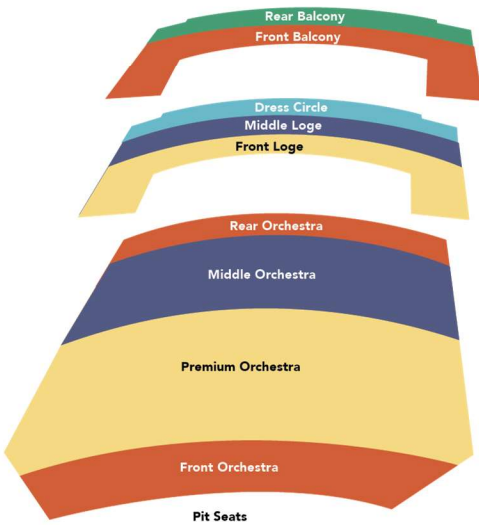 Rear Balcony
Front Balcony
Dress Circle
Middle Loge
Front Loge
Rear Orchestra
Middle Orchestra
Premium Orchestra
Front Orchestra
Pit Seats